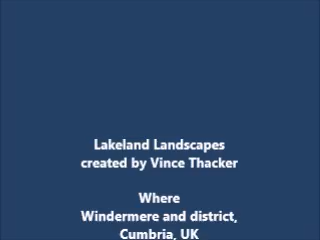 Lakeland Landscapes
created by Vince Thacker
Where
Windermere and district,
Cumbria, UK